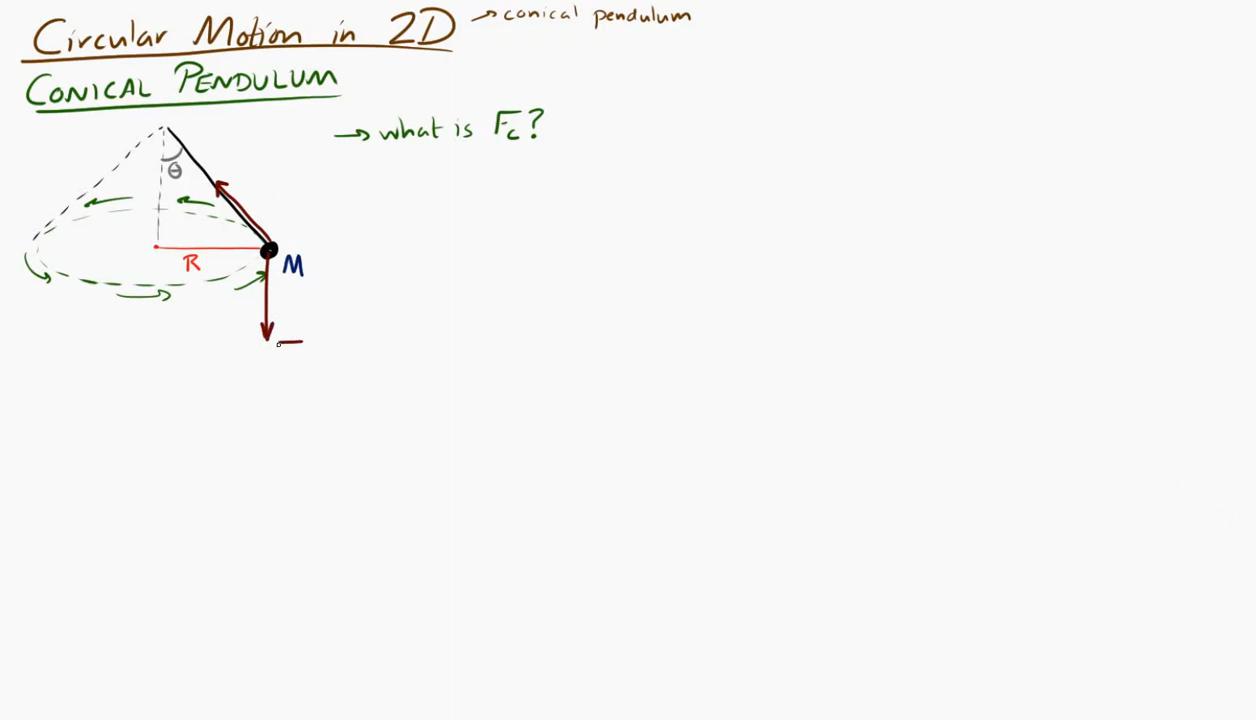 Circular Motion in 2D → conical pendulum
CONICAL PENDULUM
→ what is Fc?
θ
R
M